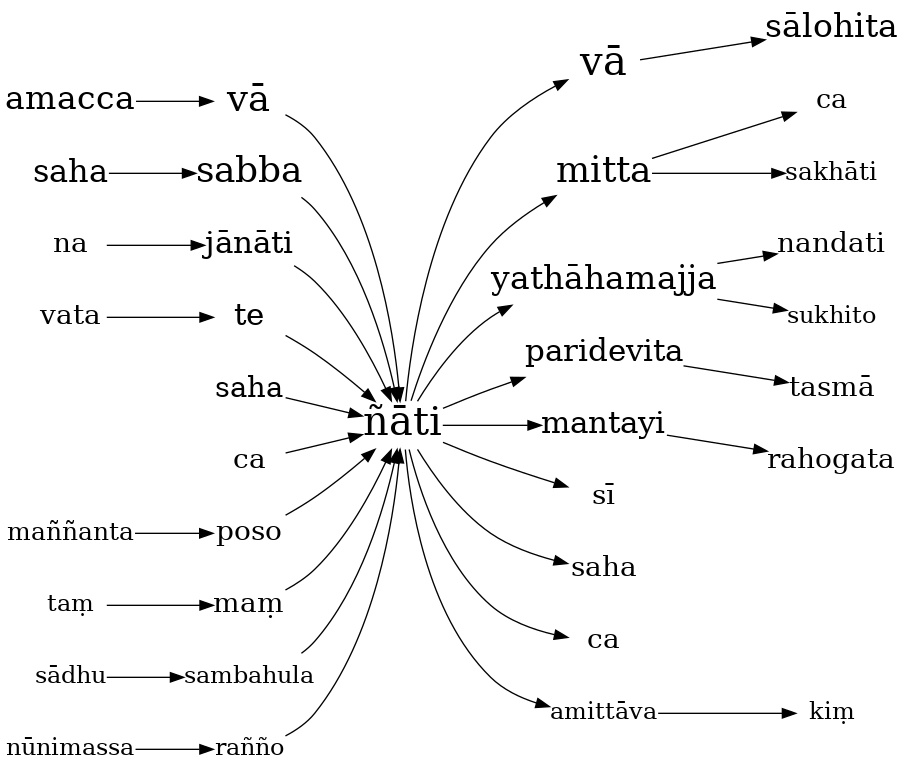 sālohita
vā
amacca vā ca
saha sabba mitta sakhāti
na jānāti nandati
yathāhamajja
vata te sukhito
paridevita
saha tasmā
ñāti mantayi
ca rahogata
sī
maññanta poso
saha
taṃ maṃ
ca
sādhu sambahula
amittāva kiṃ
nūnimassa rañño